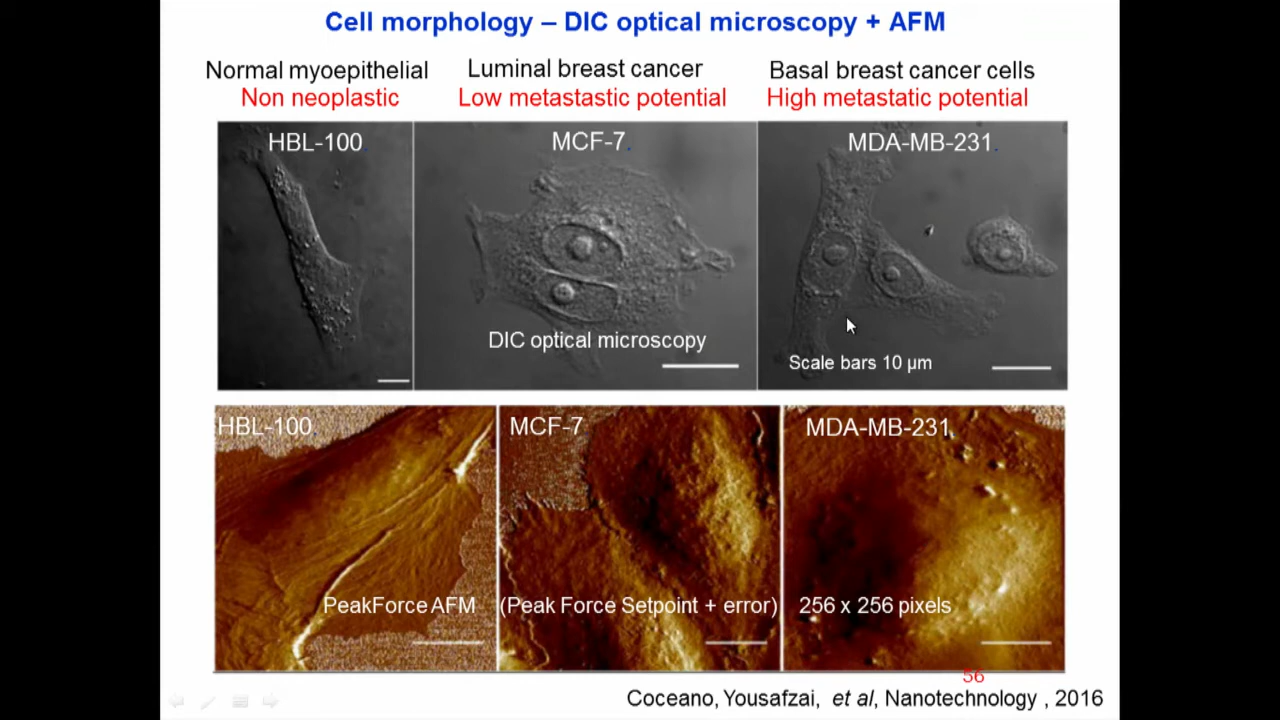 Cell morphology – DIC optical microscopy + AFM
Normal myoepithelial
Non neoplastic
Luminal breast cancer
Low metastastic potential
Basal breast cancer cells
High metastatic potential
HBL-100.
MCF-7.
MDA-MB-231.
DIC optical microscopy
Scale bars 10 µm
HBL-100.
MCF-7
MDA-MB-231.
PeakForce AFM
(Peak Force Setpoint + error)
256 x 256 pixels
56
Coceano, Yousafzai, et al, Nanotechnology , 2016